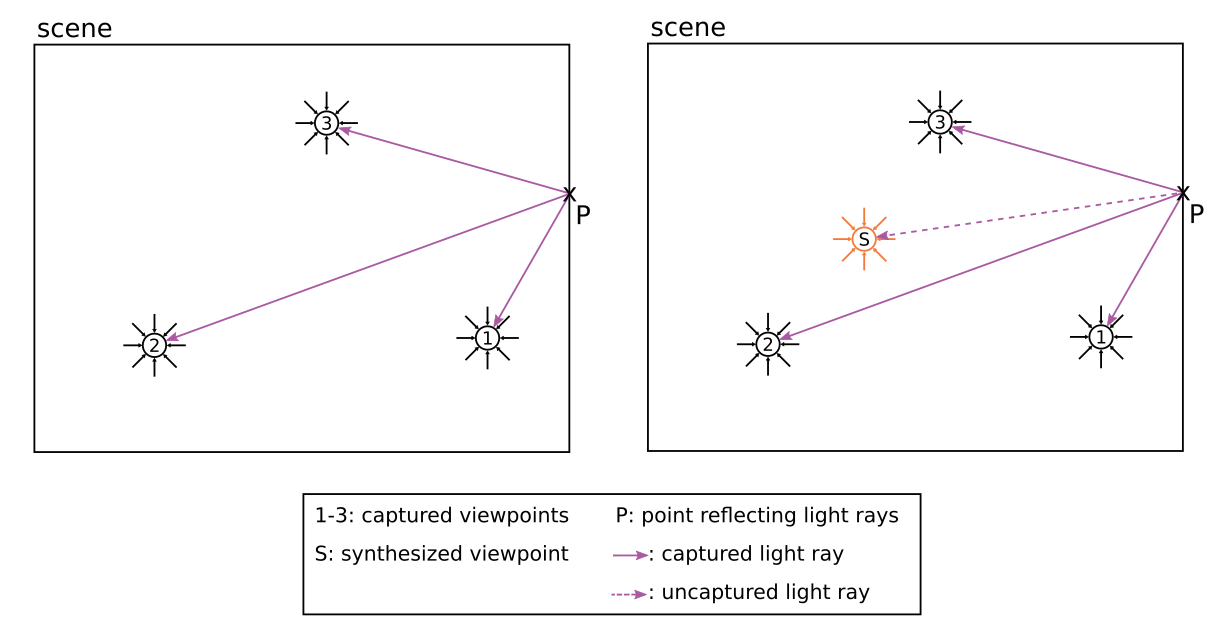 scene
3
X
P
2
1
scene
3
X
P
S
2
1
1-3: captured viewpoints
P: point reflecting light rays
S: synthesized viewpoint
: captured light ray
: uncaptured light ray